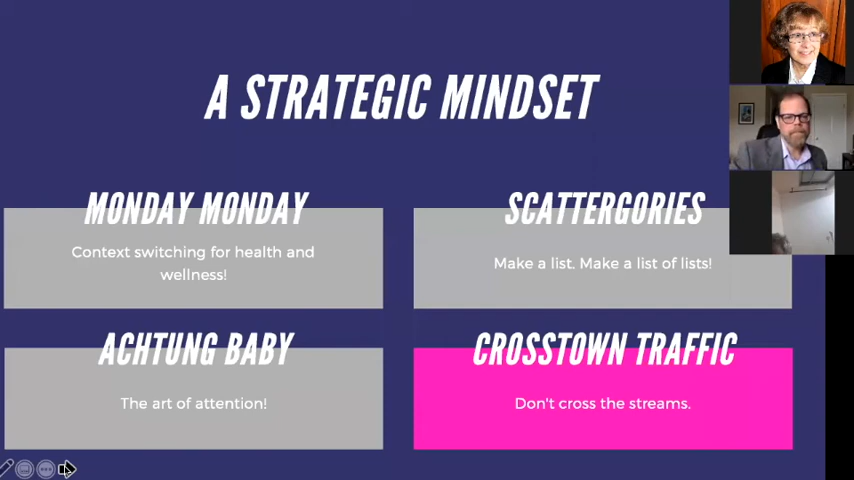 A STRATEGIC MINDSET
MONDAY MONDAY
Context switching for health and
wellness!
SCATTERGORIES
Make a list. Make a list of lists!
ACHTUNG BABY
The art of attention!
CROSSTOWN TRAFFIC
Don't cross the streams.